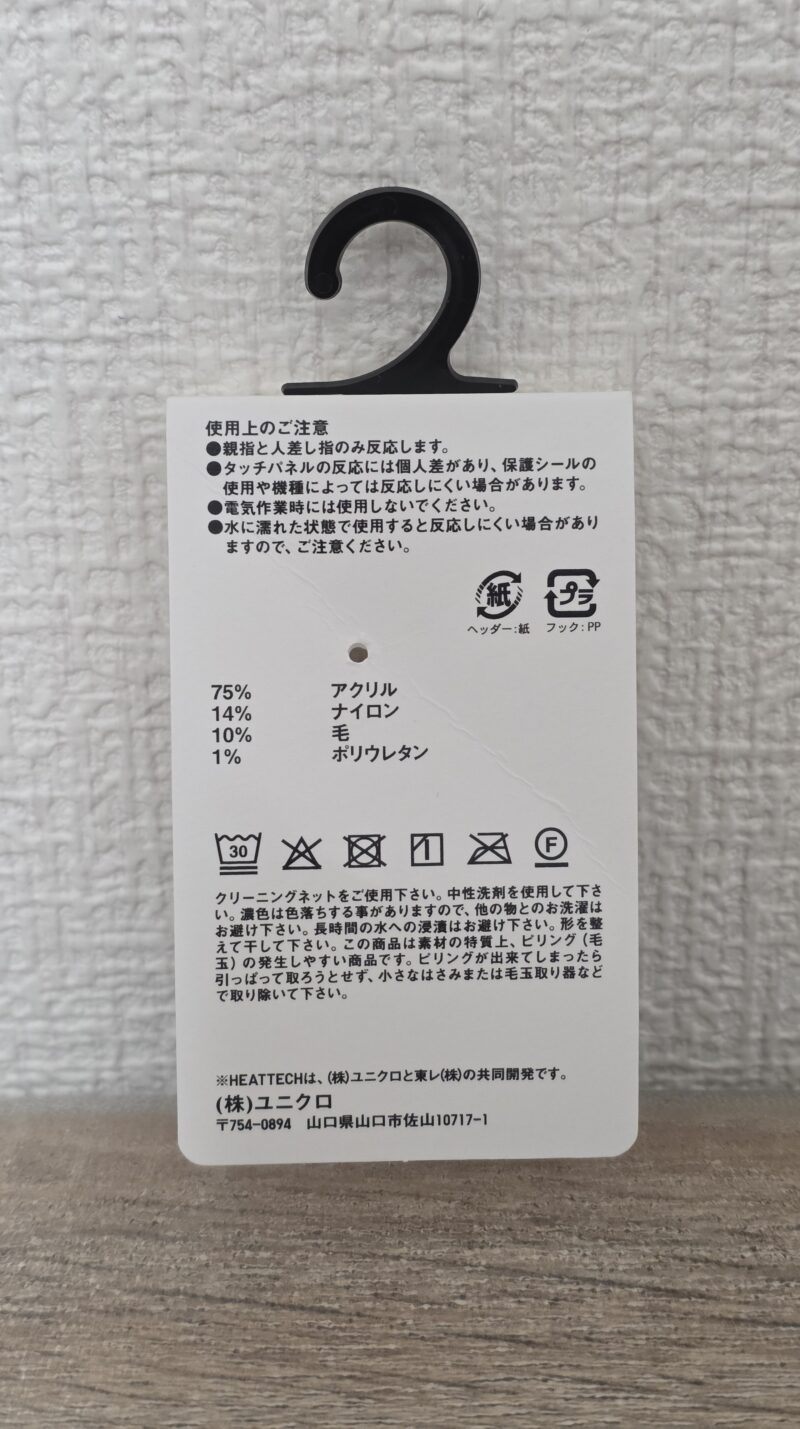 使用上のご注意
●親指と人差し指のみ反応します。
●タッチパネルの反応には個人差があり、保護シールの
使用や機種によっては反応しにくい場合があります。
●電気作業時には使用しないでください。
●水に濡れた状態で使用すると反応しにくい場合があり
ますので、ご注意ください。
紙 プラ
ヘッダー:紙 フック:PP
75% アクリル
14% ナイロン
10% 毛
1% ポリウレタン
30 F
クリーニングネットをご使用下さい。中性洗剤を使用して下さ
い。濃色は色落ちする事がありますので、他の物とのお洗濯は
お避け下さい。長時間の水への浸漬はお避け下さい。形を整
えて干して下さい。この商品は素材の特質上、ピリング(毛
玉)の発生しやすい商品です。ピリングが出来てしまったら
引っぱって取ろうとせず、小さなはさみまたは毛玉取り器など
で取り除いて下さい。
※HEATTECHは、(株)ユニクロと東レ(株)の共同開発です。
(株)ユニクロ
〒754-0894 山口県山口市佐山10717-1